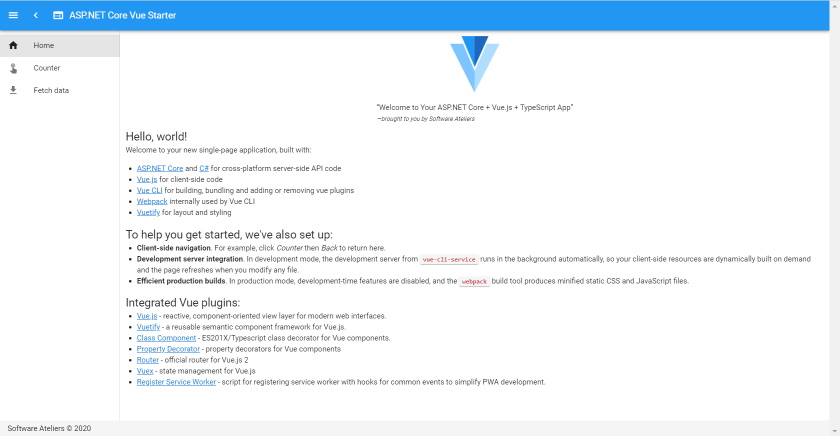 ASP.NET Core Vue Starter
Home
Counter
Fetch data
"Welcome to Your ASP.NET Core + Vue.js + TypeScript App"
—brought to you by Software Ateliers
Hello, world!
Welcome to your new single-page application, built with:
ASP.NET Core and C# for cross-platform server-side API code
Vue.js for client-side code
Vue CLI for building, bundling and adding or removing vue plugins
Webpack internally used by Vue CLI
Vuetify for layout and styling
To help you get started, we've also set up:
Client-side navigation. For example, click Counter then Back to return here.
Development server integration. In development mode, the development server from vue-cli-service runs in the background automatically, so your client-side resources are dynamically built on demand
and the page refreshes when you modify any file.
Efficient production builds. In production mode, development-time features are disabled, and the webpack build tool produces minified static CSS and JavaScript files.
Integrated Vue plugins:
Vue.js - reactive, component-oriented view layer for modern web interfaces.
Vuetify - a reusable semantic component framework for Vue.js.
Class Component - ES201X/Typescript class decorator for Vue components.
Property Decorator - property decorators for Vue components
Router - official router for Vue.js 2
Vuex - state management for Vue.js
Register Service Worker - script for registering service worker with hooks for common events to simplify PWA development.
Software Ateliers © 2020